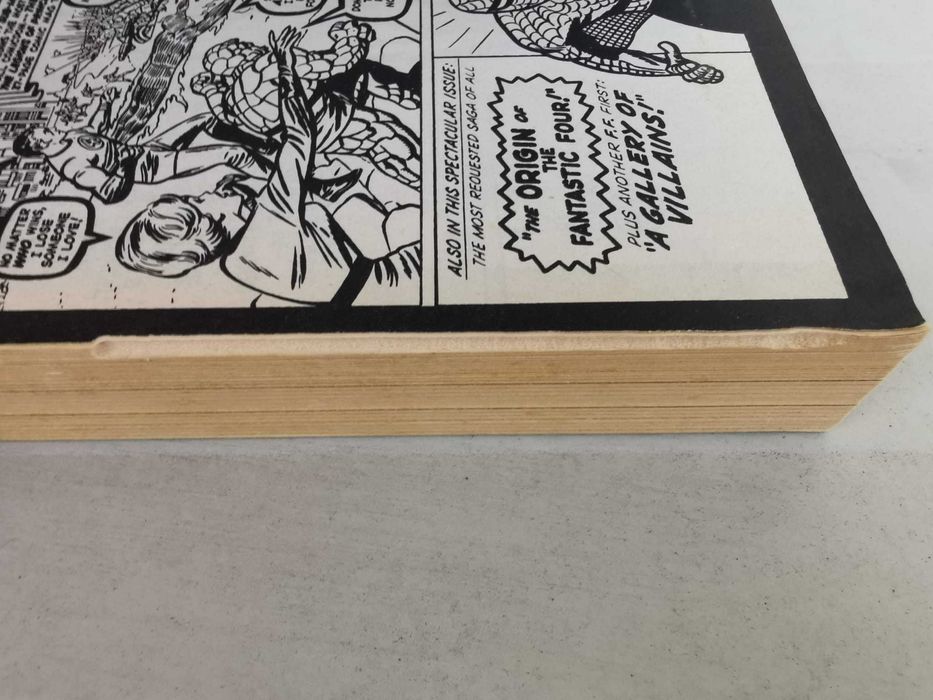 NO MATTER
WHO WINS,
I LOSE
SOMEONE
I LOVE!
ALSO IN THIS SPECTACULAR ISSUE:
THE MOST REQUESTED SAGA OF ALL
"THE ORIGIN OF
THE
FANTASTIC FOUR!"
PLUS ANOTHER F.F. FIRST:
"A GALLERY OF
VILLAINS!"